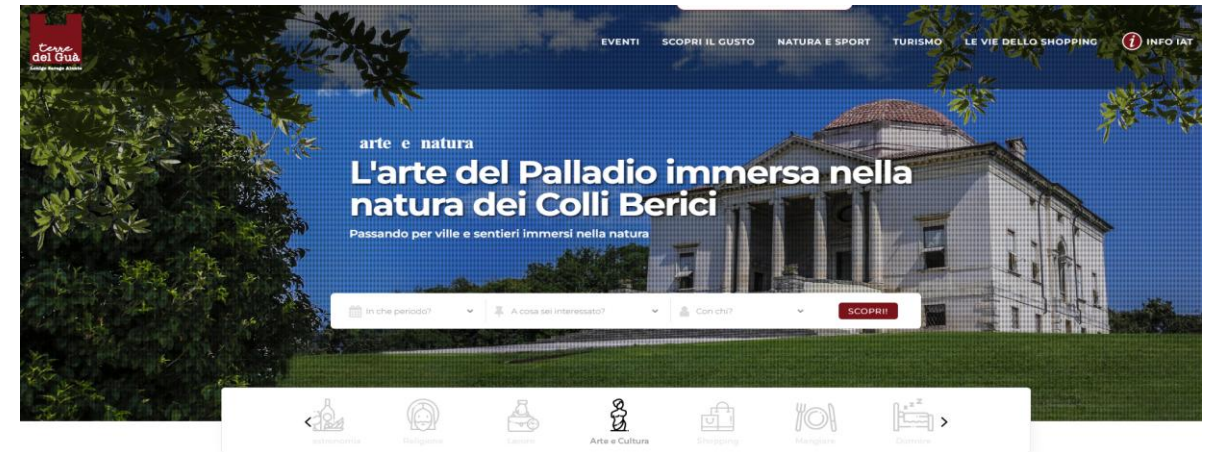 terre
del Guà
EVENTI
SCOPRI IL GUSTO
NATURA E SPORT
TURISMO
LE VIE DELLO SHOPPING
i INFO IAT
arte e natura
L'arte del Palladio immersa nella
natura dei Colli Berici
Passando per ville e sentieri immersi nella natura
In che periodo?
A cosa sei interessato?
Con chi?
SCOPRI!
Religioso
Lavoro
Arte e Cultura
Shopping
Mangiare
Dormire